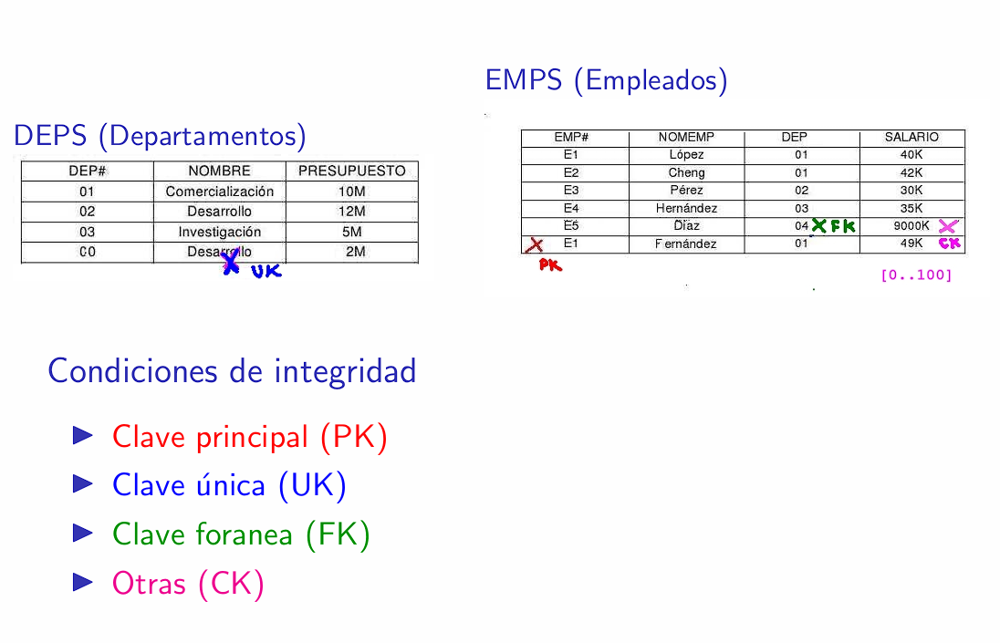 EMPS (Empleados)
DEPS (Departamentos)
DEP# NOMBRE PRESUPUESTO
01 Comercialización 10M
02 Desarrollo 12M
03 Investigación 5M
C0 Desarrollo 2M
X UK
EMP# NOMEMP DEP SALARIO
E1 López 01 40K
E2 Cheng 01 42K
E3 Pérez 02 30K
E4 Hernández 03 35K
E5 Díaz 04 X FK 9000K X
X E1 Fernández 01 49K CK
PK
[0..100]
Condiciones de integridad
Clave principal (PK)
Clave única (UK)
Clave foranea (FK)
Otras (CK)